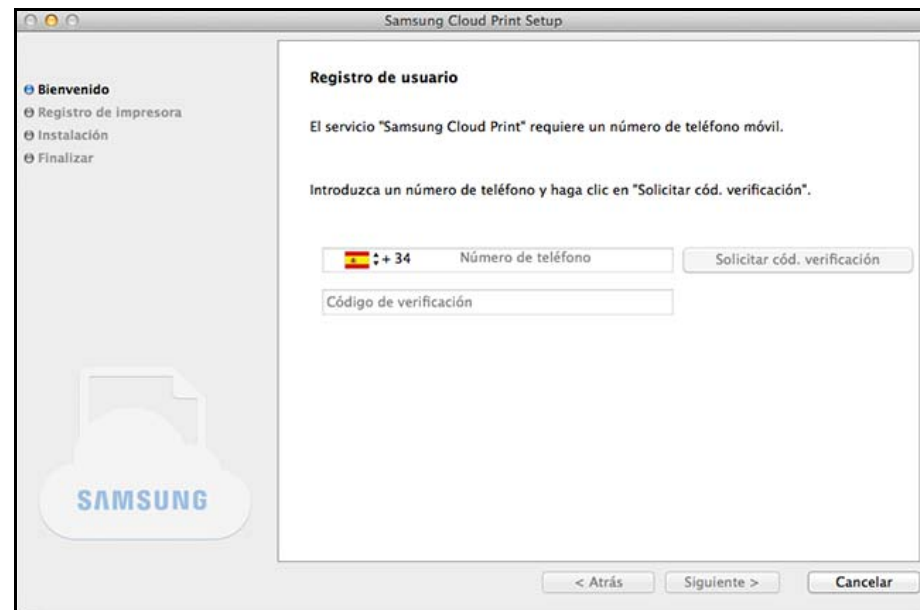 Samsung Cloud Print Setup
Bienvenido
Registro de impresora
Instalación
Finalizar
SAMSUNG
Registro de usuario
El servicio "Samsung Cloud Print" requiere un número de teléfono móvil.
Introduzca un número de teléfono y haga clic en "Solicitar cód. verificación".
+ 34 Número de teléfono Solicitar cód. verificación
Código de verificación
< Atrás Siguiente > Cancelar